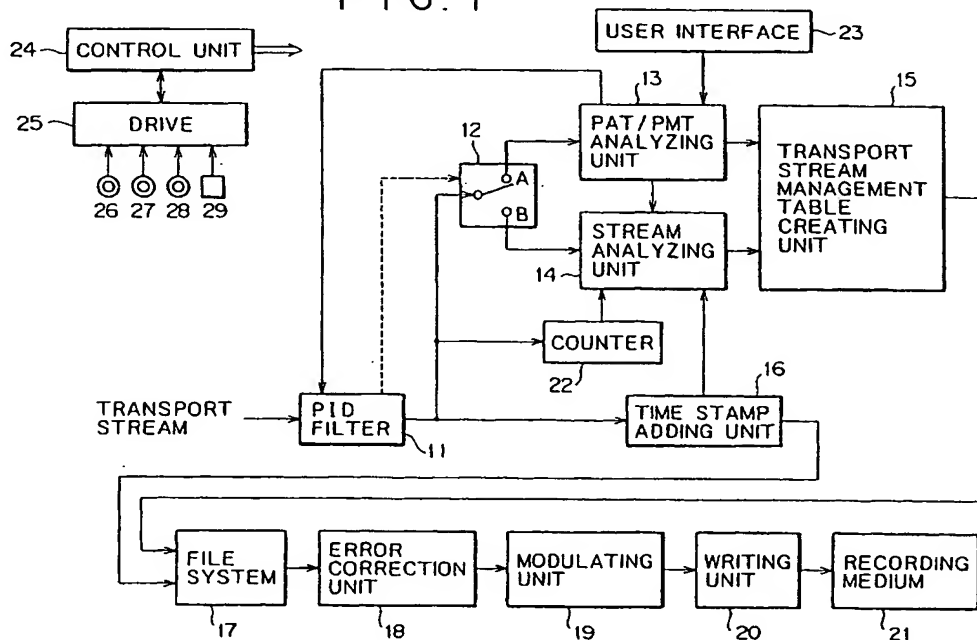 FIG. 1
24
CONTROL UNIT
25
DRIVE
26 27 28 29
USER INTERFACE
23
13
PAT/PMT
ANALYZING
UNIT
15
TRANSPORT
STREAM
MANAGEMENT
TABLE
CREATING
UNIT
12
A
B
STREAM
ANALYZING
UNIT
14
COUNTER
22
16
TRANSPORT
STREAM
PID
FILTER
11
TIME STAMP
ADDING UNIT
FILE
SYSTEM
17
ERROR
CORRECTION
UNIT
18
MODULATING
UNIT
19
WRITING
UNIT
20
RECORDING
MEDIUM
21